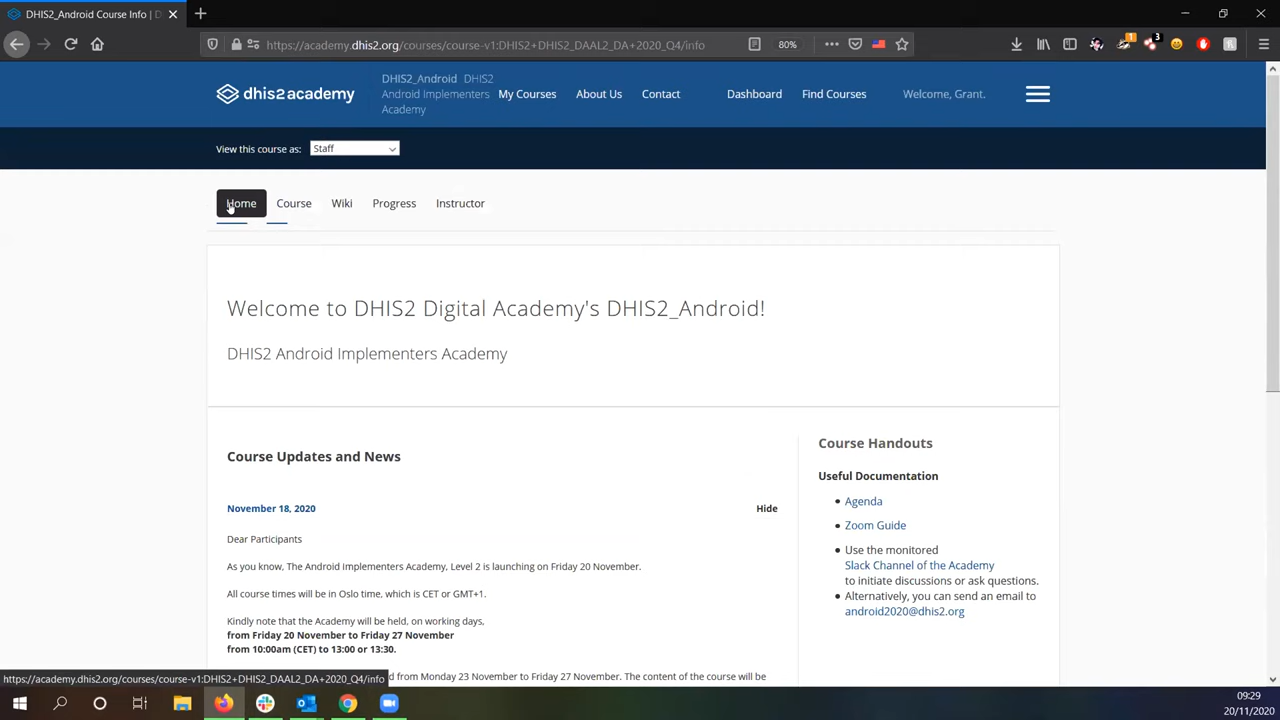 DHIS2_Android Course Info | D
https://academy.dhis2.org/courses/course-v1:DHIS2+DHIS2_DAAL2_DA+2020_Q4/info
80%
1
3
dhis2academy
DHIS2_Android DHIS2
Android Implementers
Academy
My Courses
About Us
Contact
Dashboard
Find Courses
Welcome, Grant.
View this course as:
Staff
Home
Course
Wiki
Progress
Instructor
Welcome to DHIS2 Digital Academy's DHIS2_Android!
DHIS2 Android Implementers Academy
Course Updates and News
November 18, 2020
Hide
Dear Participants
As you know, The Android Implementers Academy, Level 2 is launching on Friday 20 November.
All course times will be in Oslo time, which is CET or GMT+1.
Kindly note that the Academy will be held, on working days,
from Friday 20 November to Friday 27 November
from 10:00am (CET) to 13:00 or 13:30.
d from Monday 23 November to Friday 27 November. The content of the course will be
Course Handouts
Useful Documentation
Agenda
Zoom Guide
Use the monitored
Slack Channel of the Academy
to initiate discussions or ask questions.
Alternatively, you can send an email to
android2020@dhis2.org
https://academy.dhis2.org/courses/course-v1:DHIS2+DHIS2_DAAL2_DA+2020_Q4/info
09:29
20/11/2020